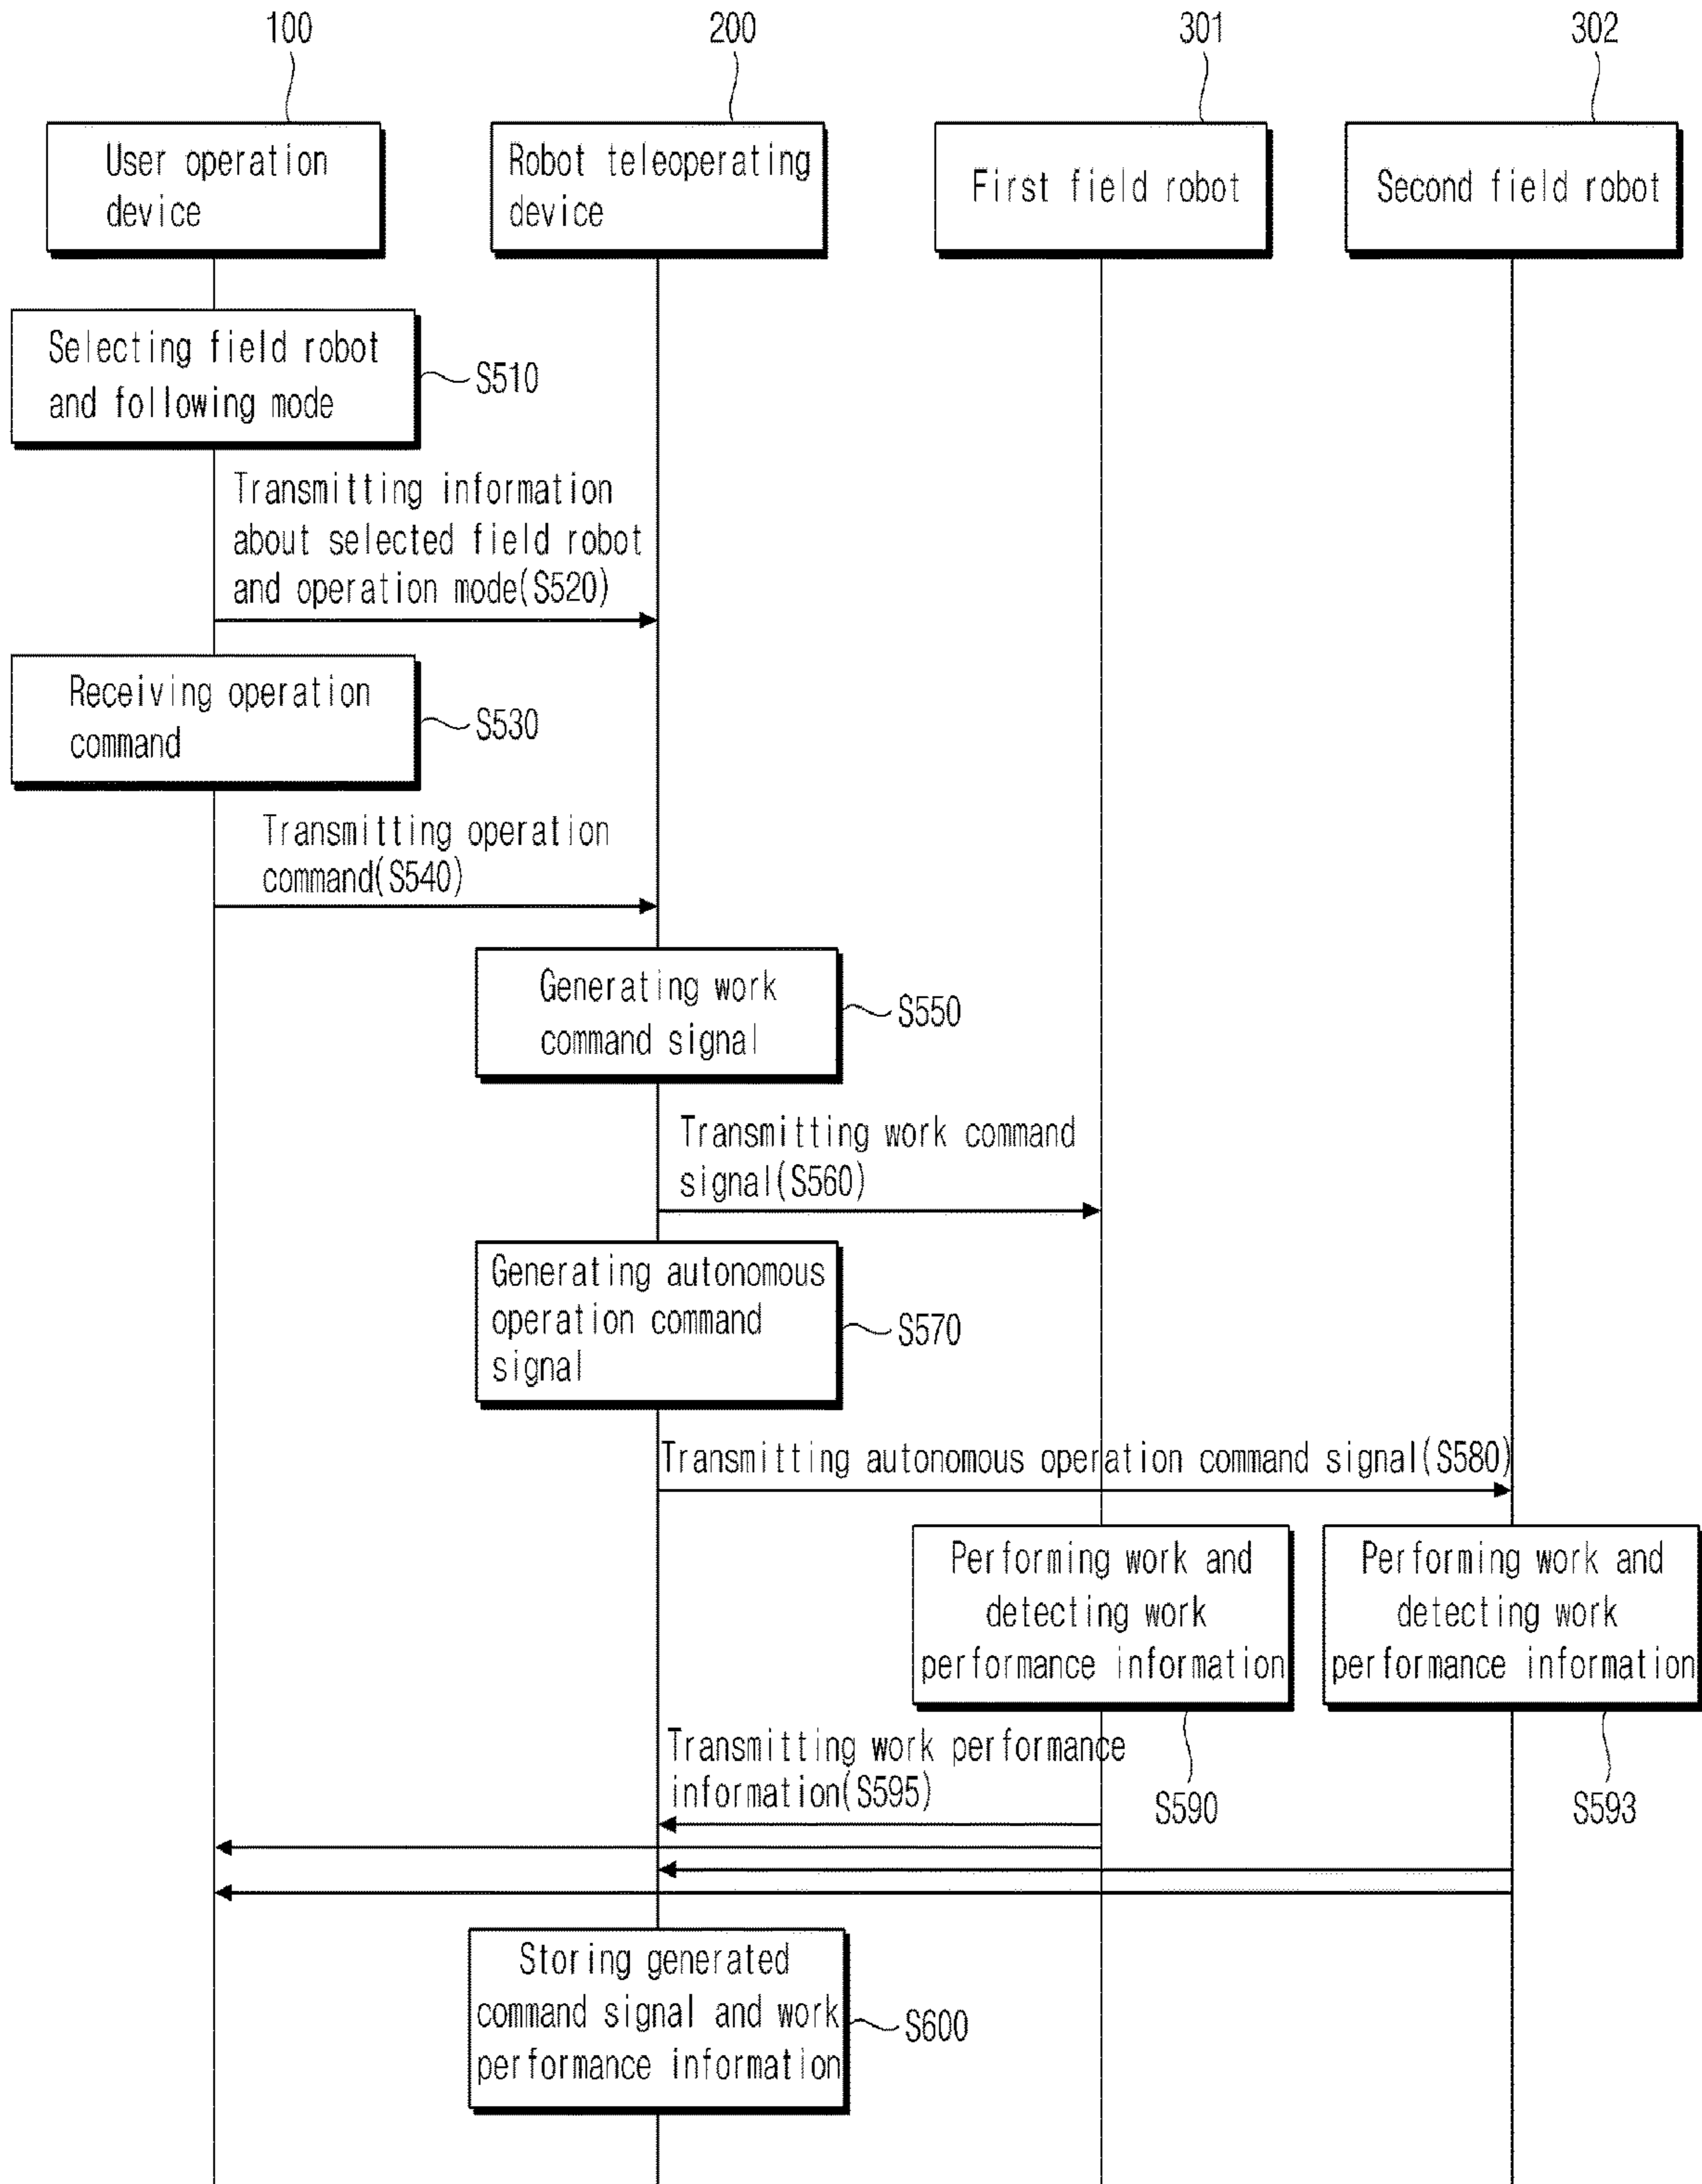 100
200
301
302
User operation
device
Robot teleoperating
device
First field robot
Second field robot
Selecting field robot
and following mode
S510
Transmitting information
about selected field robot
and operation mode(S520)
Receiving operation
command
S530
Transmitting operation
command(S540)
Generating work
command signal
S550
Transmitting work command
signal(S560)
Generating autonomous
operation command
signal
S570
Transmitting autonomous operation command signal(S580)
Performing work and
detecting work
performance information
Performing work and
detecting work
performance information
Transmitting work performance
information(S595)
S590
S593
Storing generated
command signal and work
performance information
S600